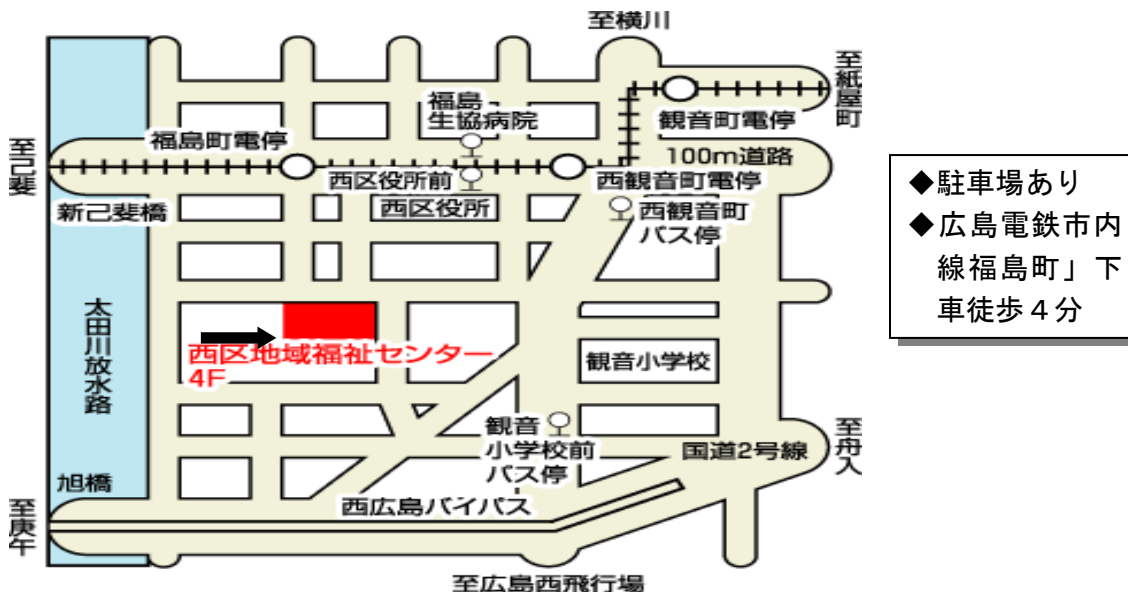 至横川
至紙屋町
福島
生協病院
観音町電停
福島町電停
100m道路
至己斐
西区役所前
西観音町電停
新己斐橋
西区役所
西観音町
バス停
太田川放水路
西区地域福祉センター
4F
観音小学校
観音
小学校前
バス停
国道2号線
至舟入
旭橋
西広島バイパス
至庚午
至広島西飛行場
◆駐車場あり
◆広島電鉄市内
線福島町」下
車徒歩４分